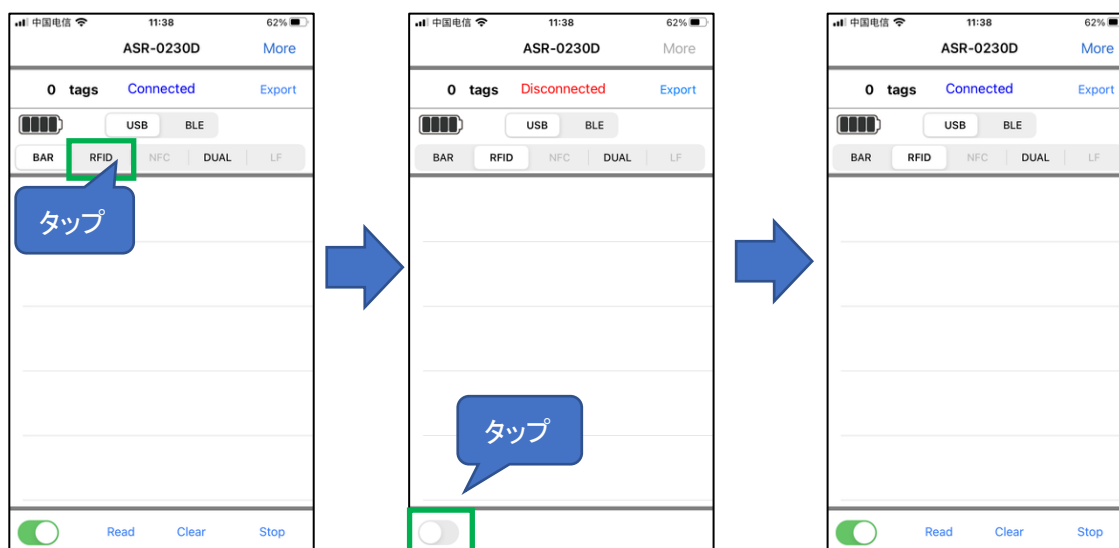 中国电信 11:38 62%
ASR-0230D More
0 tags Connected Export
USB BLE
BAR RFID NFC DUAL LF
タップ
Read Clear Stop
中国电信 11:38 62%
ASR-0230D More
0 tags Disconnected Export
USB BLE
BAR RFID NFC DUAL LF
タップ
中国电信 11:38 62%
ASR-0230D More
0 tags Connected Export
USB BLE
BAR RFID NFC DUAL LF
Read Clear Stop